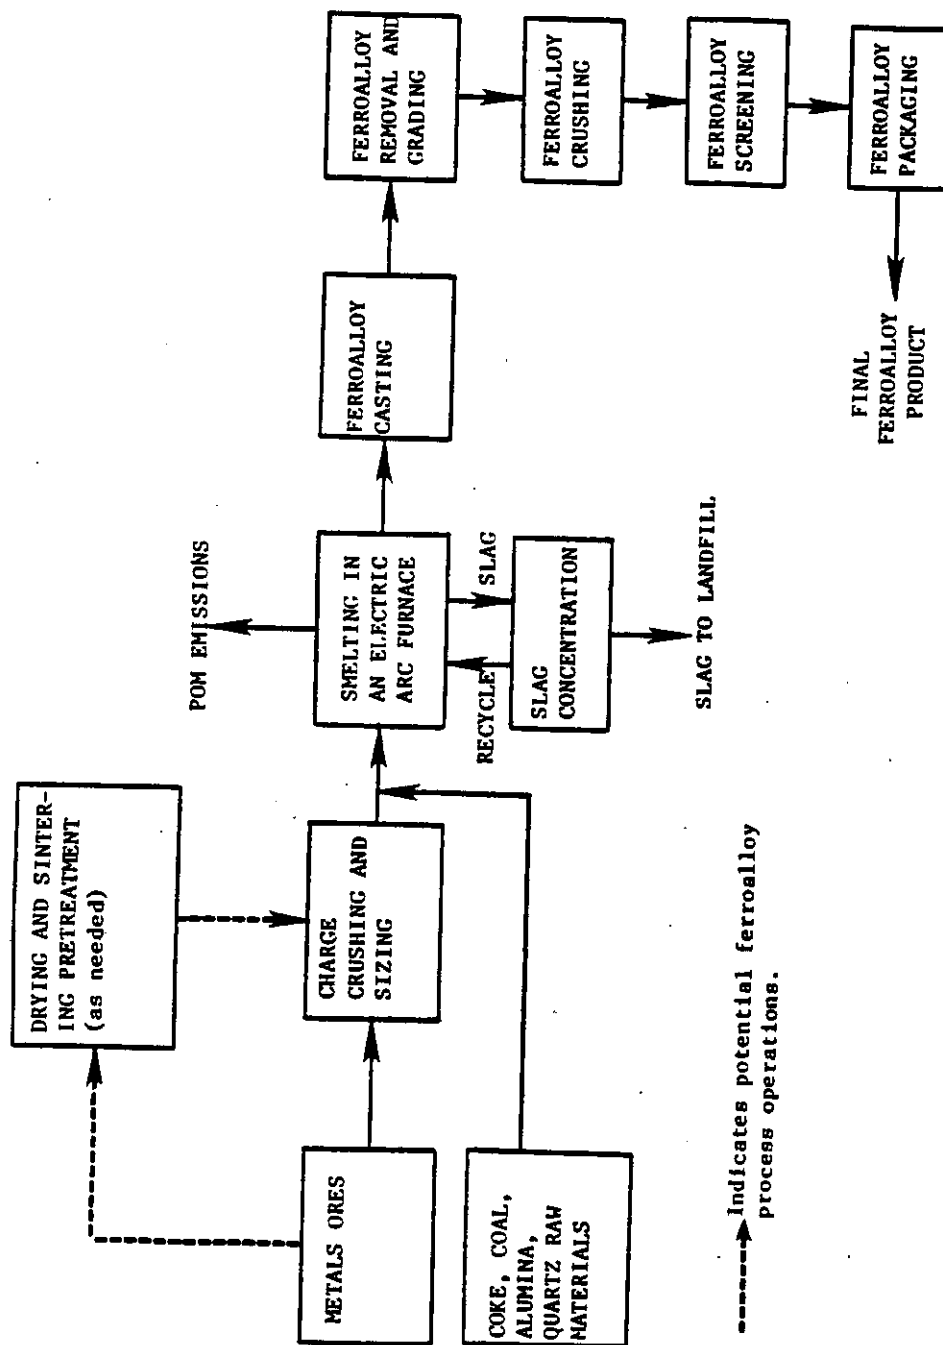 DRYING AND SINTER-
ING PRETREATMENT
(as needed)
METALS ORES
CHARGE
CRUSHING AND
SIZING
COKE, COAL,
ALUMINA,
QUARTZ RAW
MATERIALS
POM EMISSIONS
SMELTING IN
AN ELECTRIC
ARC FURNACE
RECYCLE
SLAG
SLAG
CONCENTRATION
SLAG TO LANDFILL
FERROALLOY
CASTING
FERROALLOY
REMOVAL AND
GRADING
FERROALLOY
CRUSHING
FERROALLOY
SCREENING
FERROALLOY
PACKAGING
FINAL
FERROALLOY
PRODUCT
Indicates potential ferroalloy
process operations.